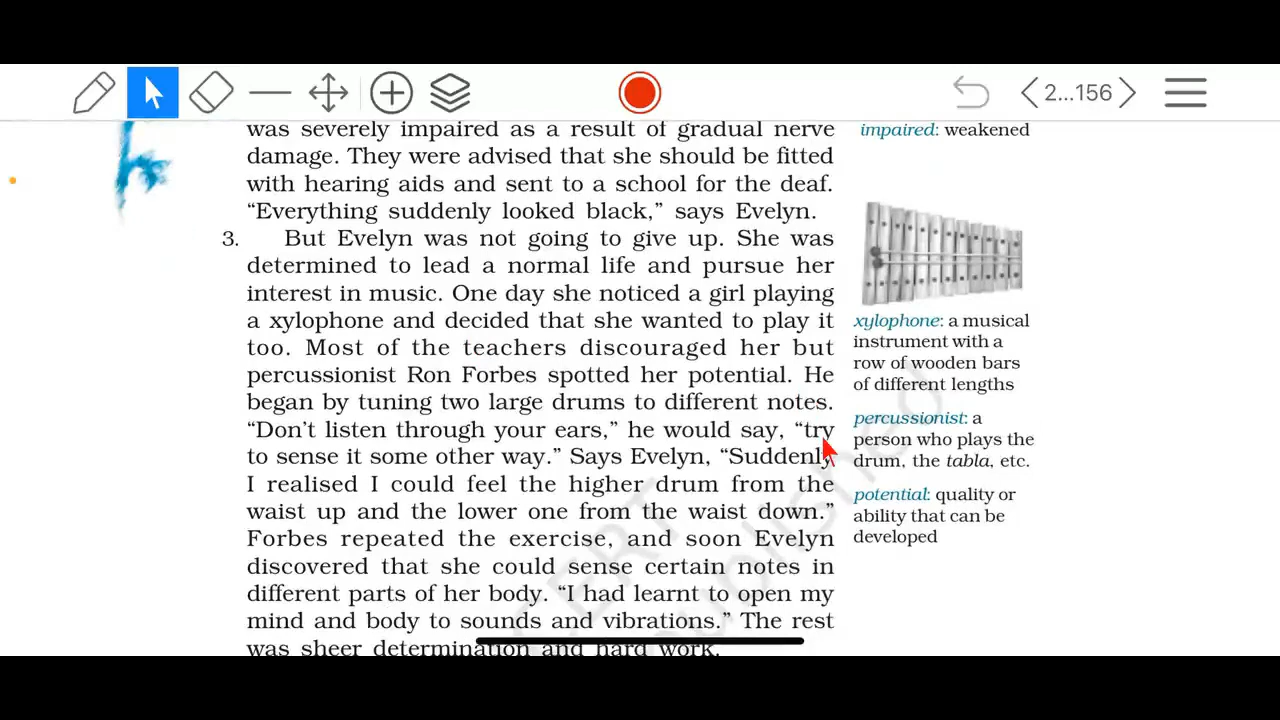 2...156
was severely impaired as a result of gradual nerve
damage. They were advised that she should be fitted
with hearing aids and sent to a school for the deaf.
“Everything suddenly looked black,” says Evelyn.
3. But Evelyn was not going to give up. She was
determined to lead a normal life and pursue her
interest in music. One day she noticed a girl playing
a xylophone and decided that she wanted to play it
too. Most of the teachers discouraged her but
percussionist Ron Forbes spotted her potential. He
began by tuning two large drums to different notes.
“Don’t listen through your ears,” he would say, “try
to sense it some other way.” Says Evelyn, “Suddenly
I realised I could feel the higher drum from the
waist up and the lower one from the waist down.”
Forbes repeated the exercise, and soon Evelyn
discovered that she could sense certain notes in
different parts of her body. “I had learnt to open my
mind and body to sounds and vibrations.” The rest
was sheer determination and hard work.
impaired: weakened
xylophone: a musical
instrument with a
row of wooden bars
of different lengths
percussionist: a
person who plays the
drum, the tabla, etc.
potential: quality or
ability that can be
developed